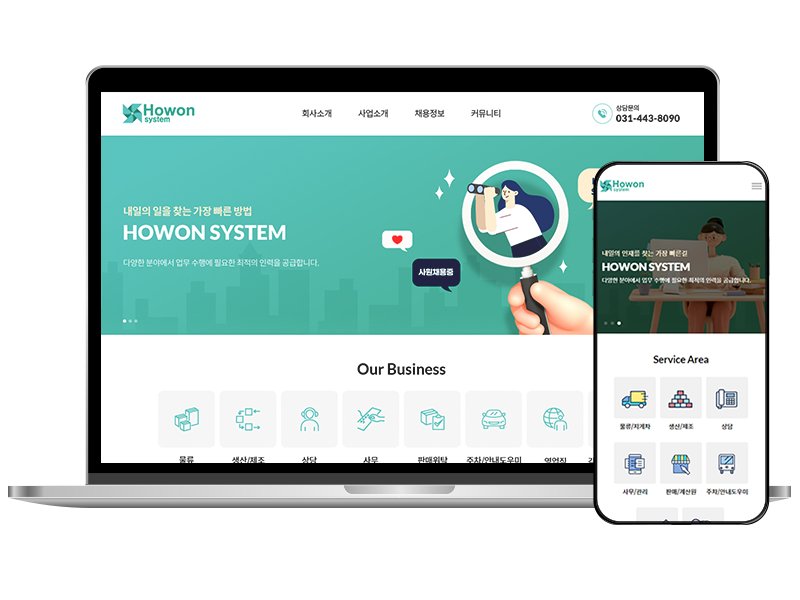 Howon
system
회사소개
사업소개
채용정보
커뮤니티
상담문의
031-443-8090
내일의 일을 찾는 가장 빠른 방법
HOWON SYSTEM
다양한 분야에서 업무 수행에 필요한 최적의 인력을 공급합니다.
사원채용중
Our Business
물류
생산/제조
상담
사무
판매위탁
주차/안내도우미
영업직
Howon
system
내일의 인재를 찾는 가장 빠른길
HOWON SYSTEM
다양한 분야에서 업무 수행에 필요한 최적의 인력을 공급합니다.
Service Area
물류/지게차
생산/제조
상담
사무/관리
판매/계산원
주차/안내도우미